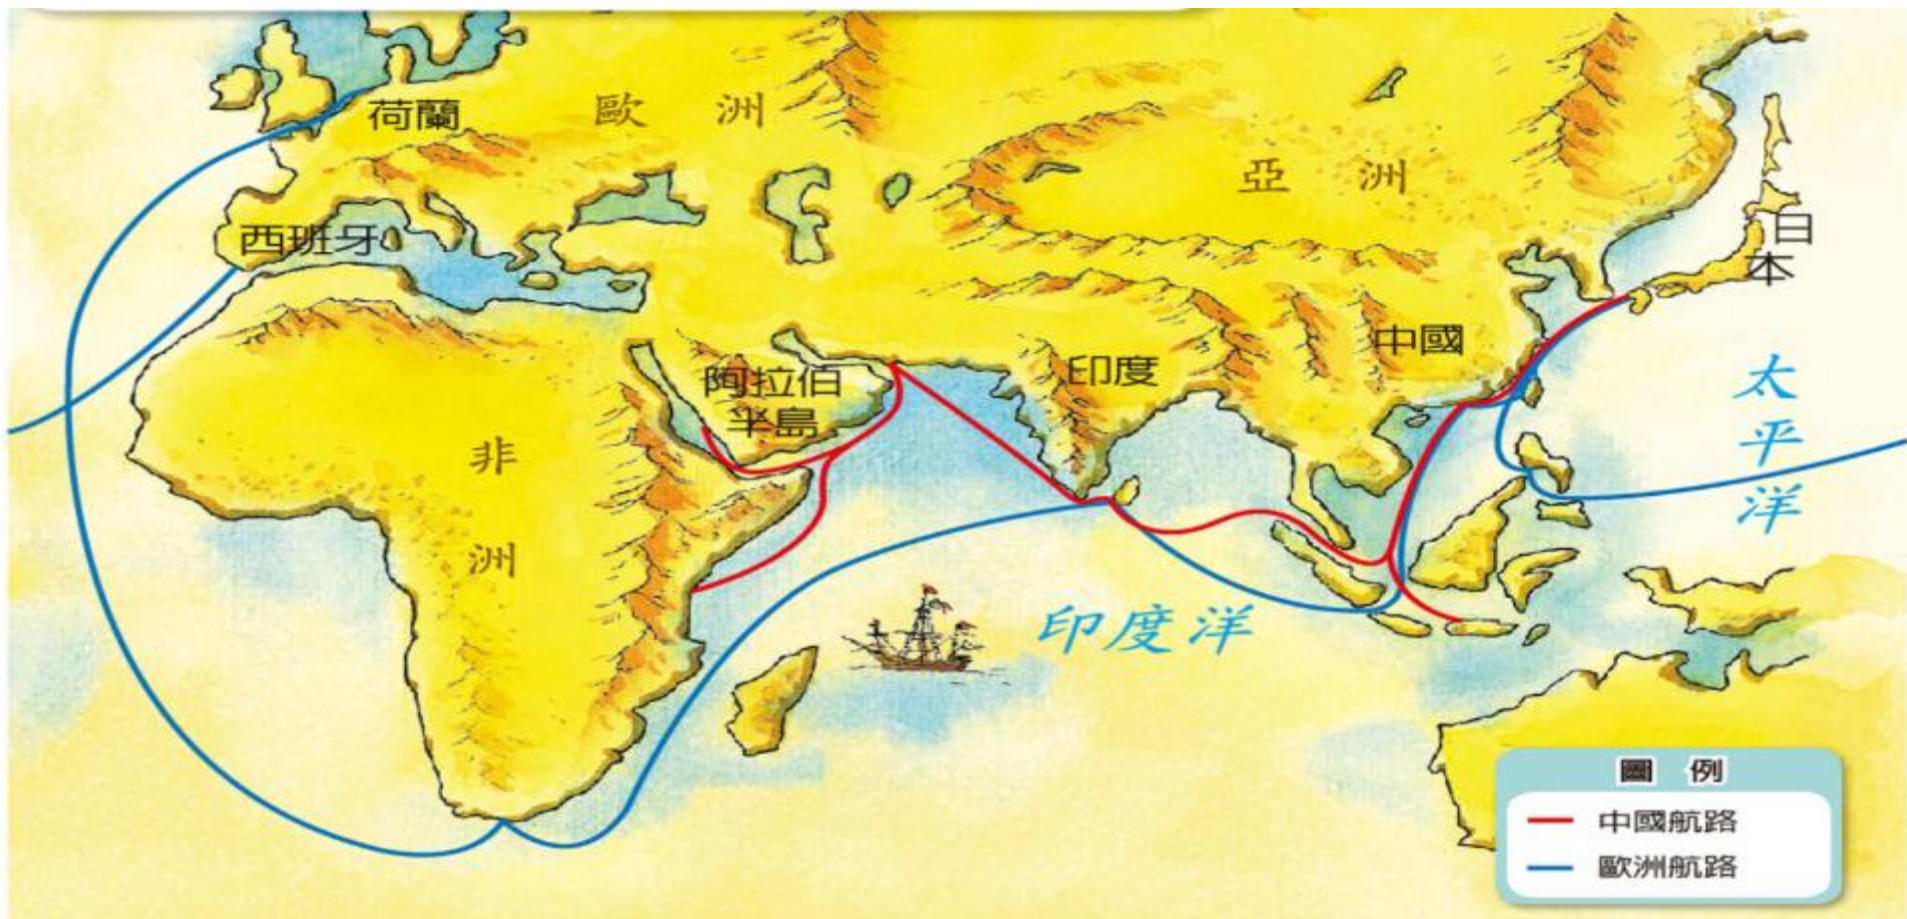 荷蘭
歐洲
亞洲
西班牙
日
本
中國
印度
阿拉伯
半島
太
平
洋
非
洲
印度洋
圖例
中國航路
歐洲航路